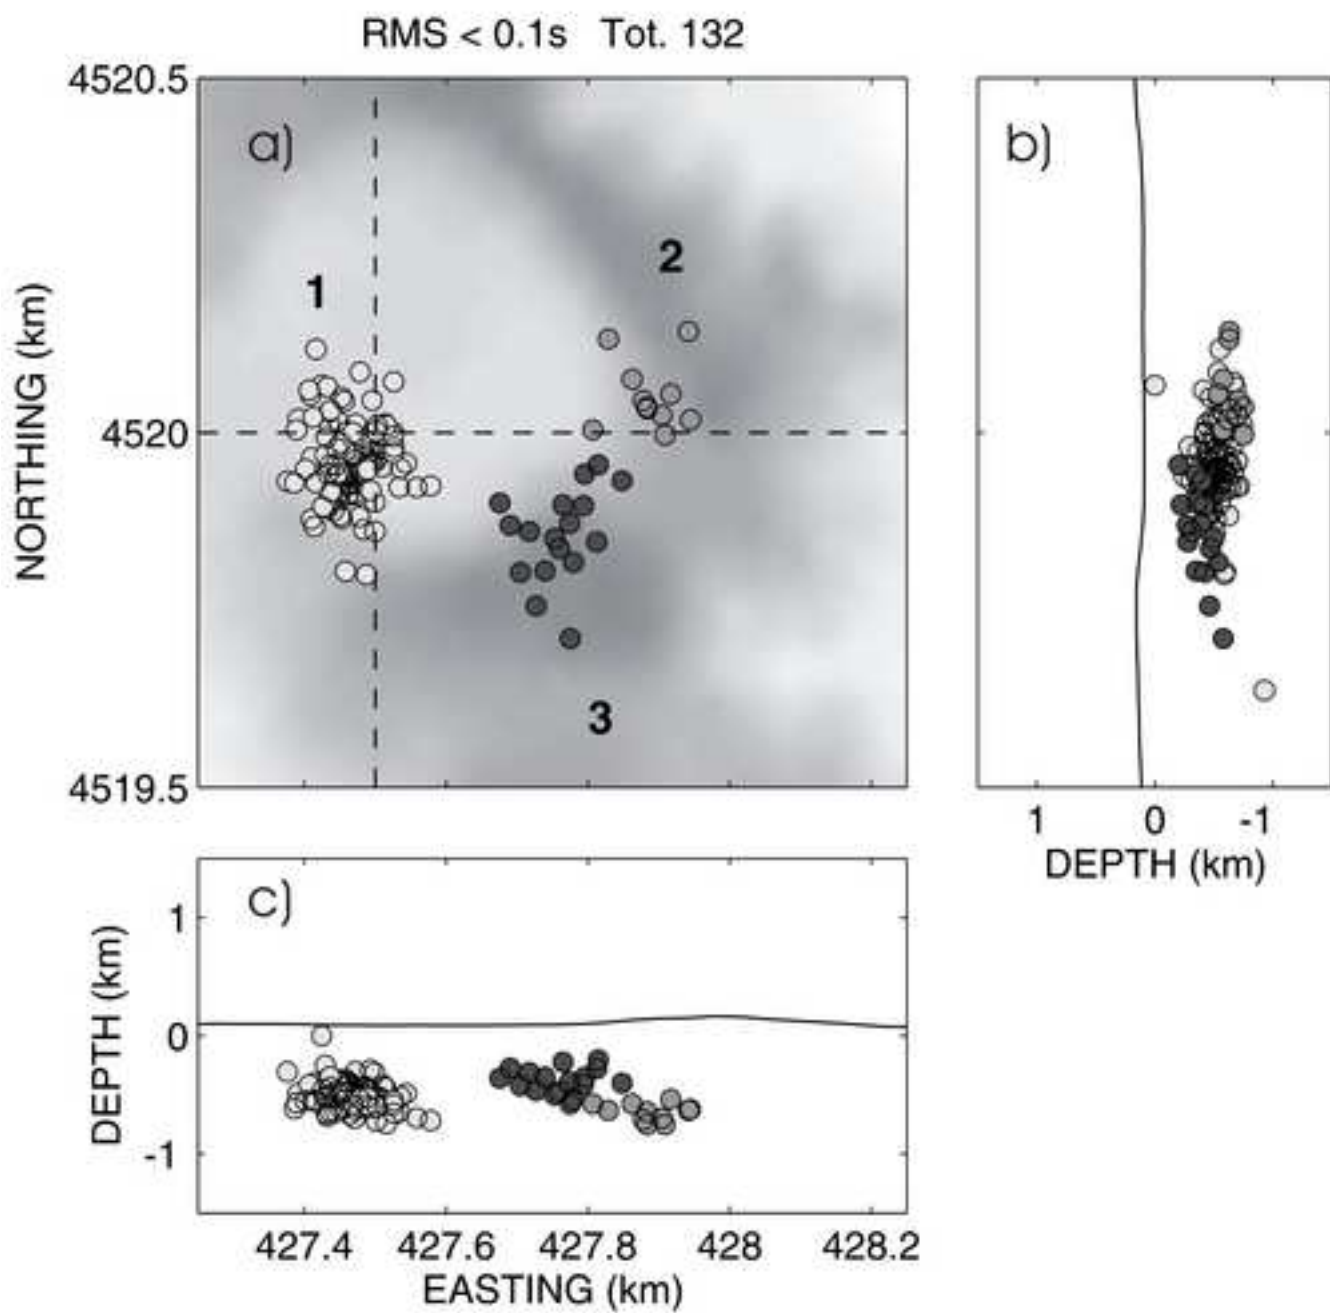 RMS < 0.1s Tot. 132
4520.5
a)
b)
2
1
NORTHING (km)
4520
3
4519.5
1 0 -1
DEPTH (km)
c)
1
DEPTH (km)
0
-1
427.4 427.6 427.8 428 428.2
EASTING (km)